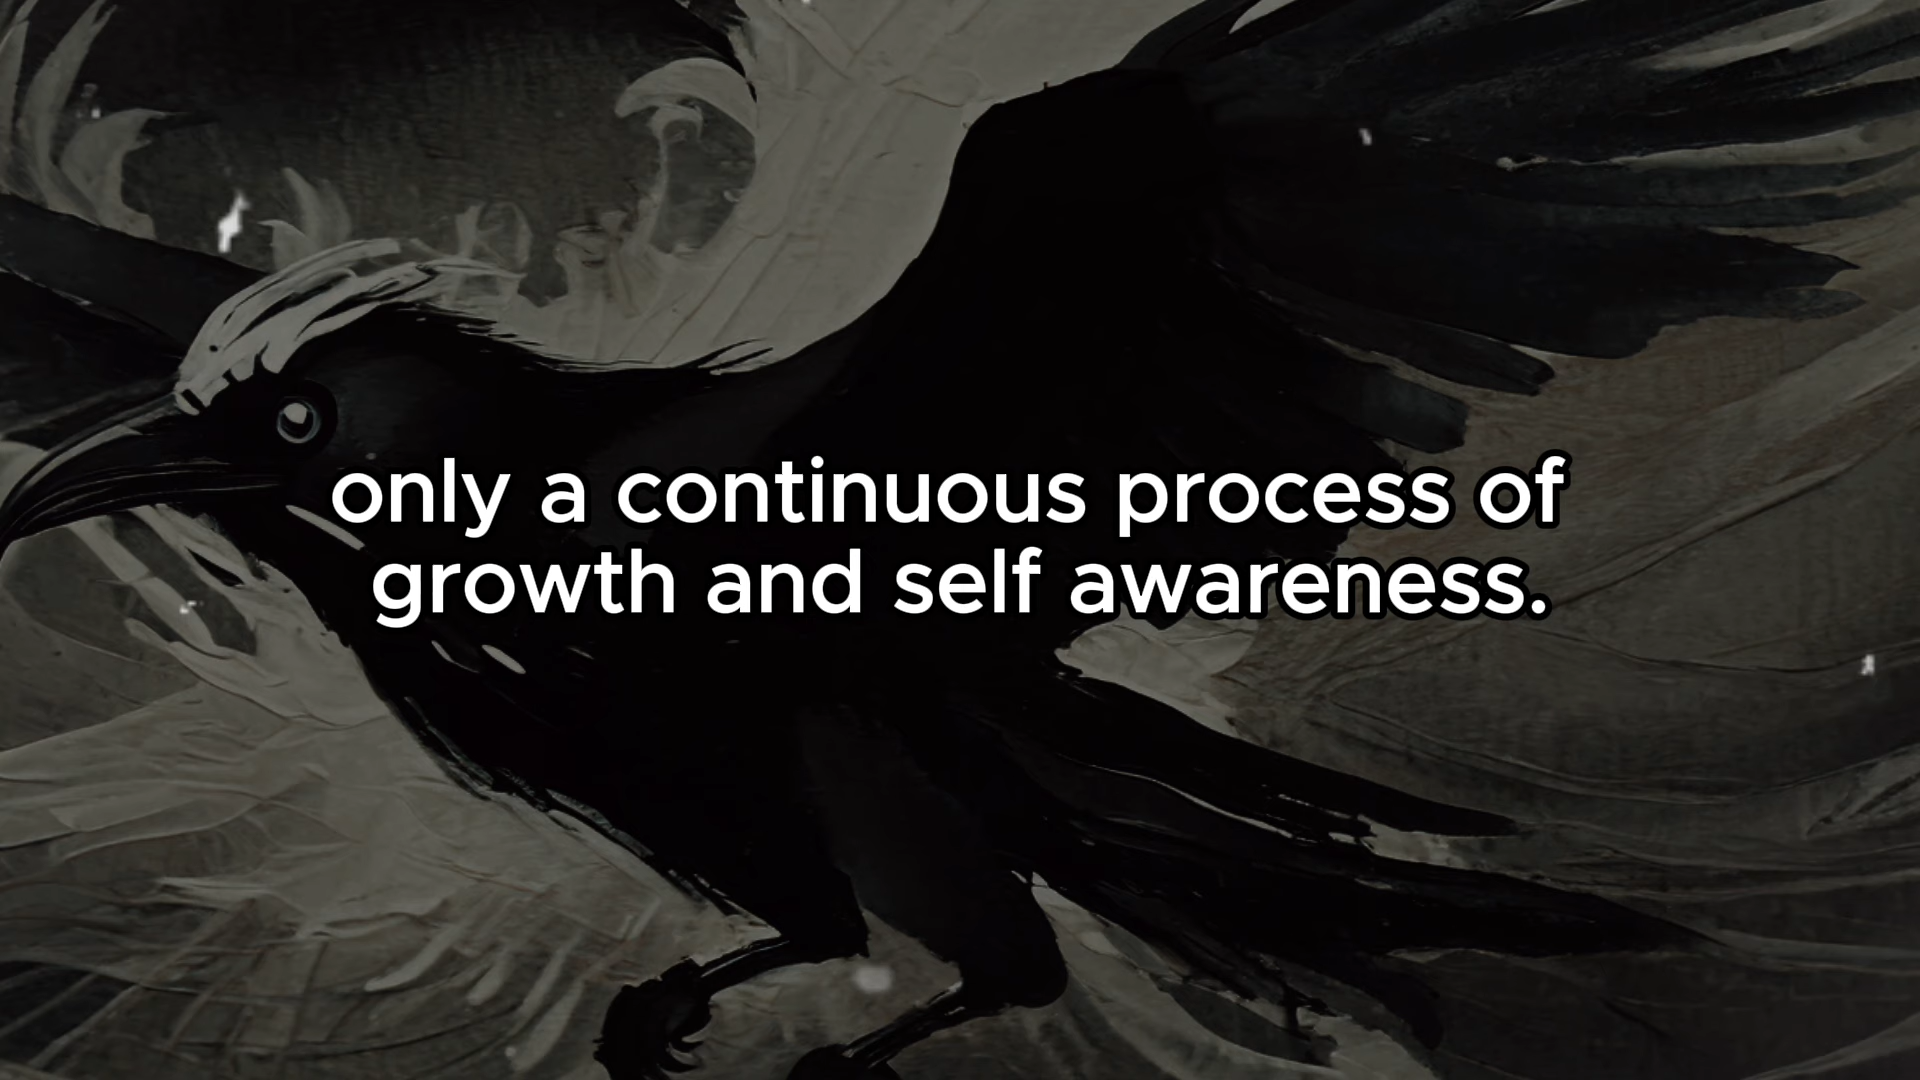 only a continuous process of
growth and self awareness.